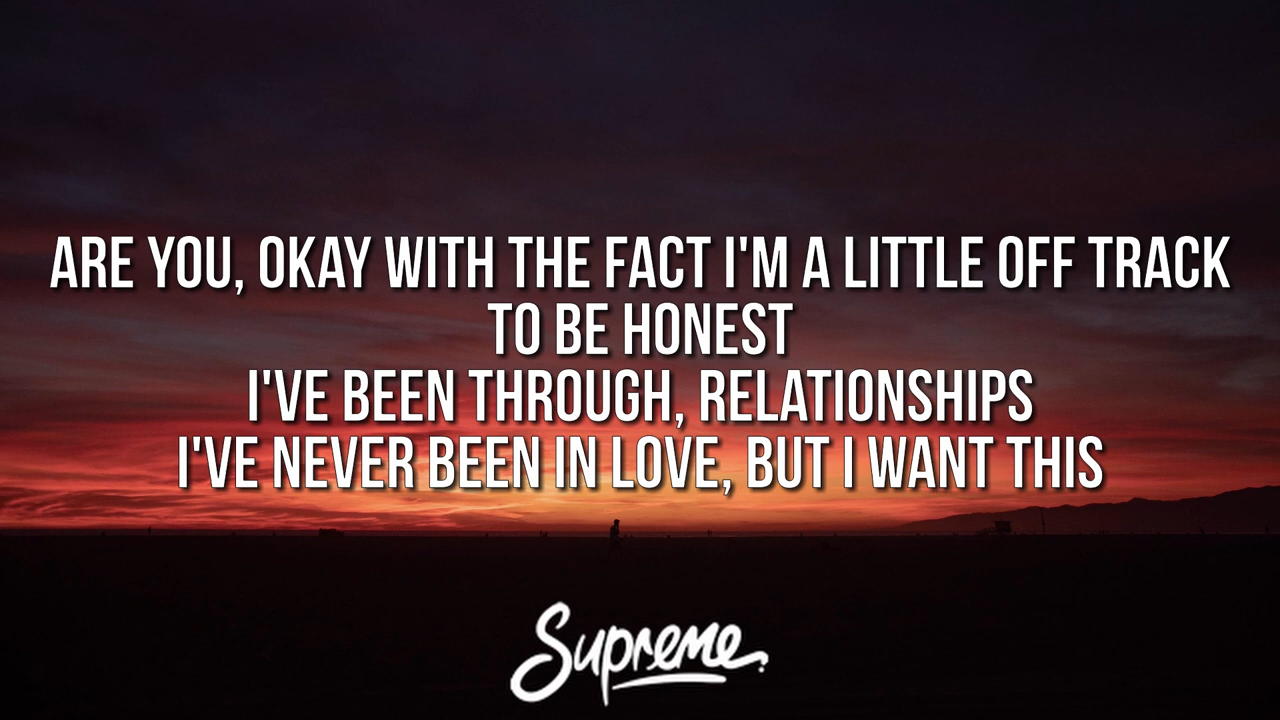 ARE YOU, OKAY WITH THE FACT I'M A LITTLE OFF TRACK
TO BE HONEST
I'VE BEEN THROUGH, RELATIONSHIPS
I'VE NEVER BEEN IN LOVE, BUT I WANT THIS
Supreme.